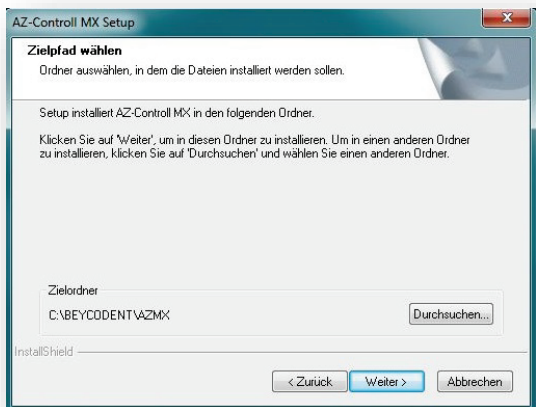 AZ-Controll MX Setup
Zielpfad wählen
Ordner auswählen, in dem die Dateien installiert werden sollen.
Setup installiert AZ-Controll MX in den folgenden Ordner.
Klicken Sie auf 'Weiter', um in diesen Ordner zu installieren. Um in einen anderen Ordner
zu installieren, klicken Sie auf 'Durchsuchen' und wählen Sie einen anderen Ordner.
Zielordner
C:\BEYCODENT\AZMX
Durchsuchen...
InstallShield
< Zurück
Weiter >
Abbrechen